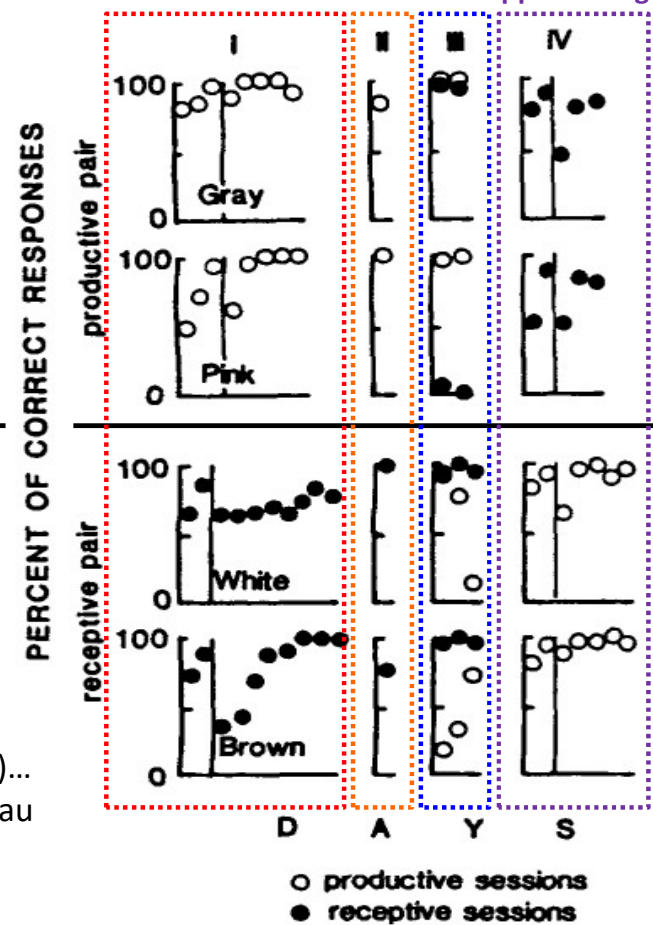 I II III IV
PERCENT OF CORRECT RESPONSES
productive pair
100
Gray
0
100
Pink
0
receptive pair
100
White
0
100
Brown
0
)...
au
D A Y S
○ productive sessions
● receptive sessions